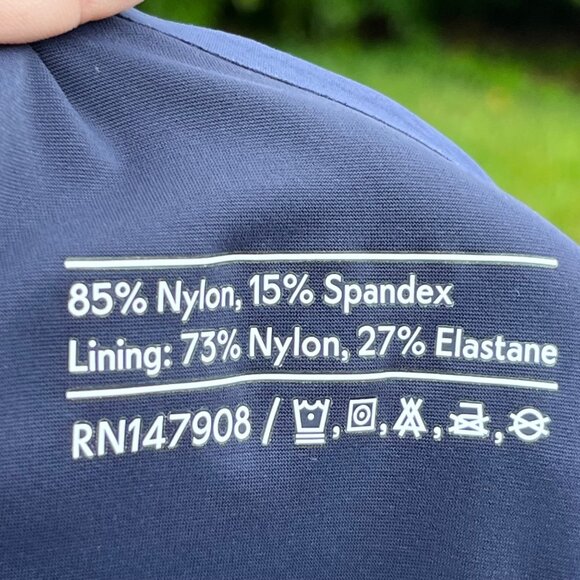 85% Nylon, 15% Spandex
Lining: 73% Nylon, 27% Elastane
RN147908 /